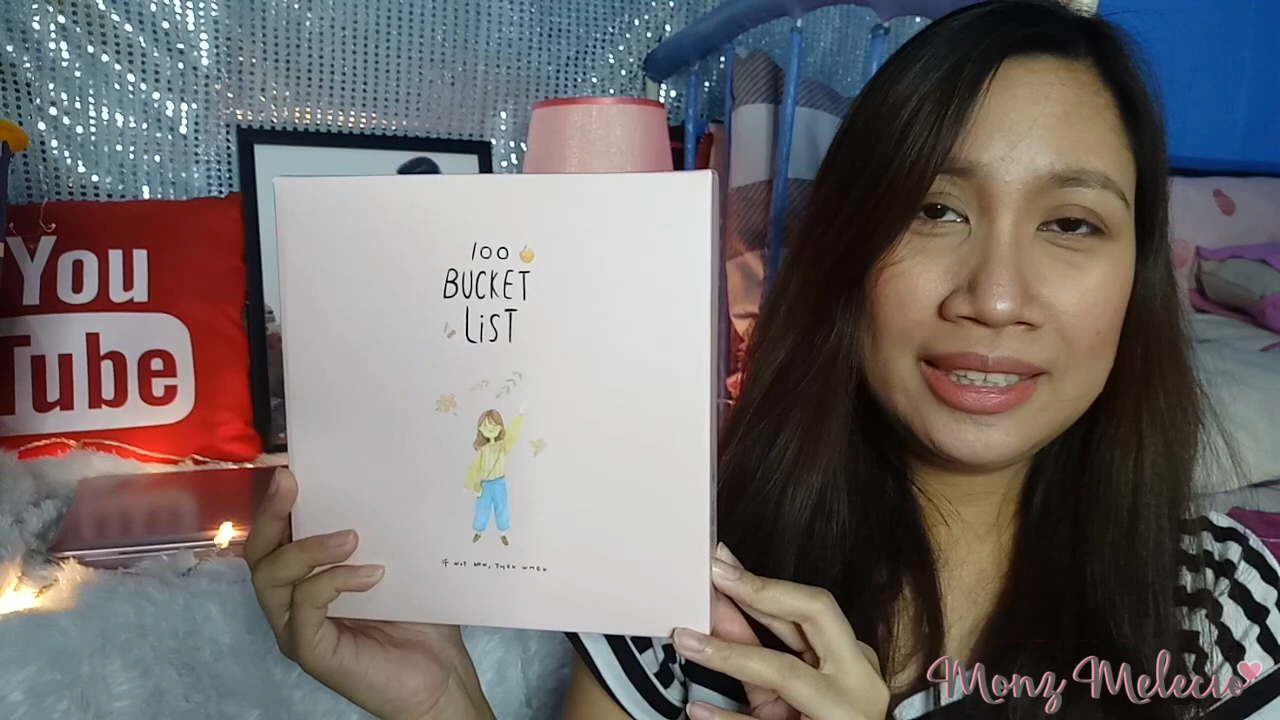 You
Tube
100
BUCKET
LiST
IF NOT NOW, THEN WHEN
Monz Melecio